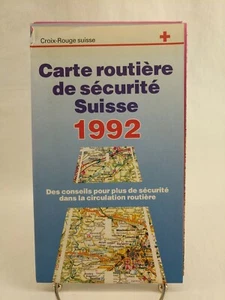 Croix-Rouge suisse
Carte routière
de sécurité
Suisse
1992
Des conseils pour plus de sécurité
dans la circulation routière